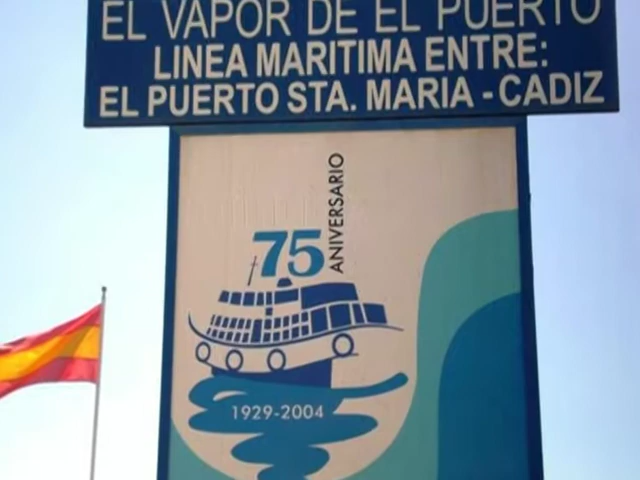 EL VAPOR DE EL PUERTO
LINEA MARITIMA ENTRE:
EL PUERTO STA. MARIA - CADIZ
75
ANIVERSARIO
1929-2004